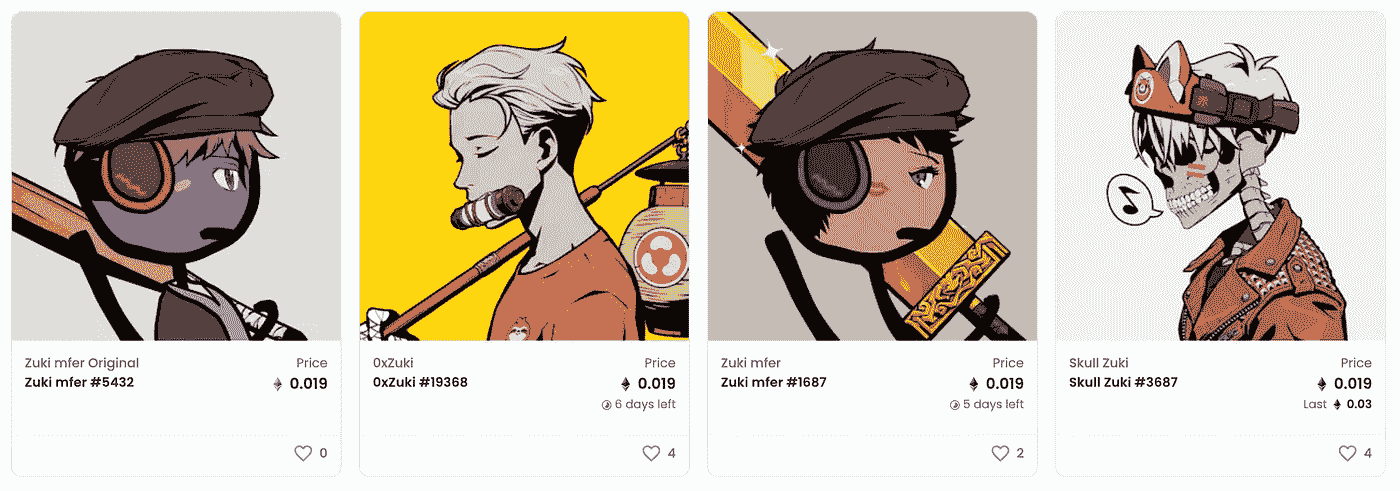 Zuki mfer Original Price
Zuki mfer #5432 0.019
0
0xZuki Price
0xZuki #19368 0.019
6 days left
4
Zuki mfer Price
Zuki mfer #1687 0.019
5 days left
2
Skull Zuki Price
Skull Zuki #3687 0.019
Last 0.03
4